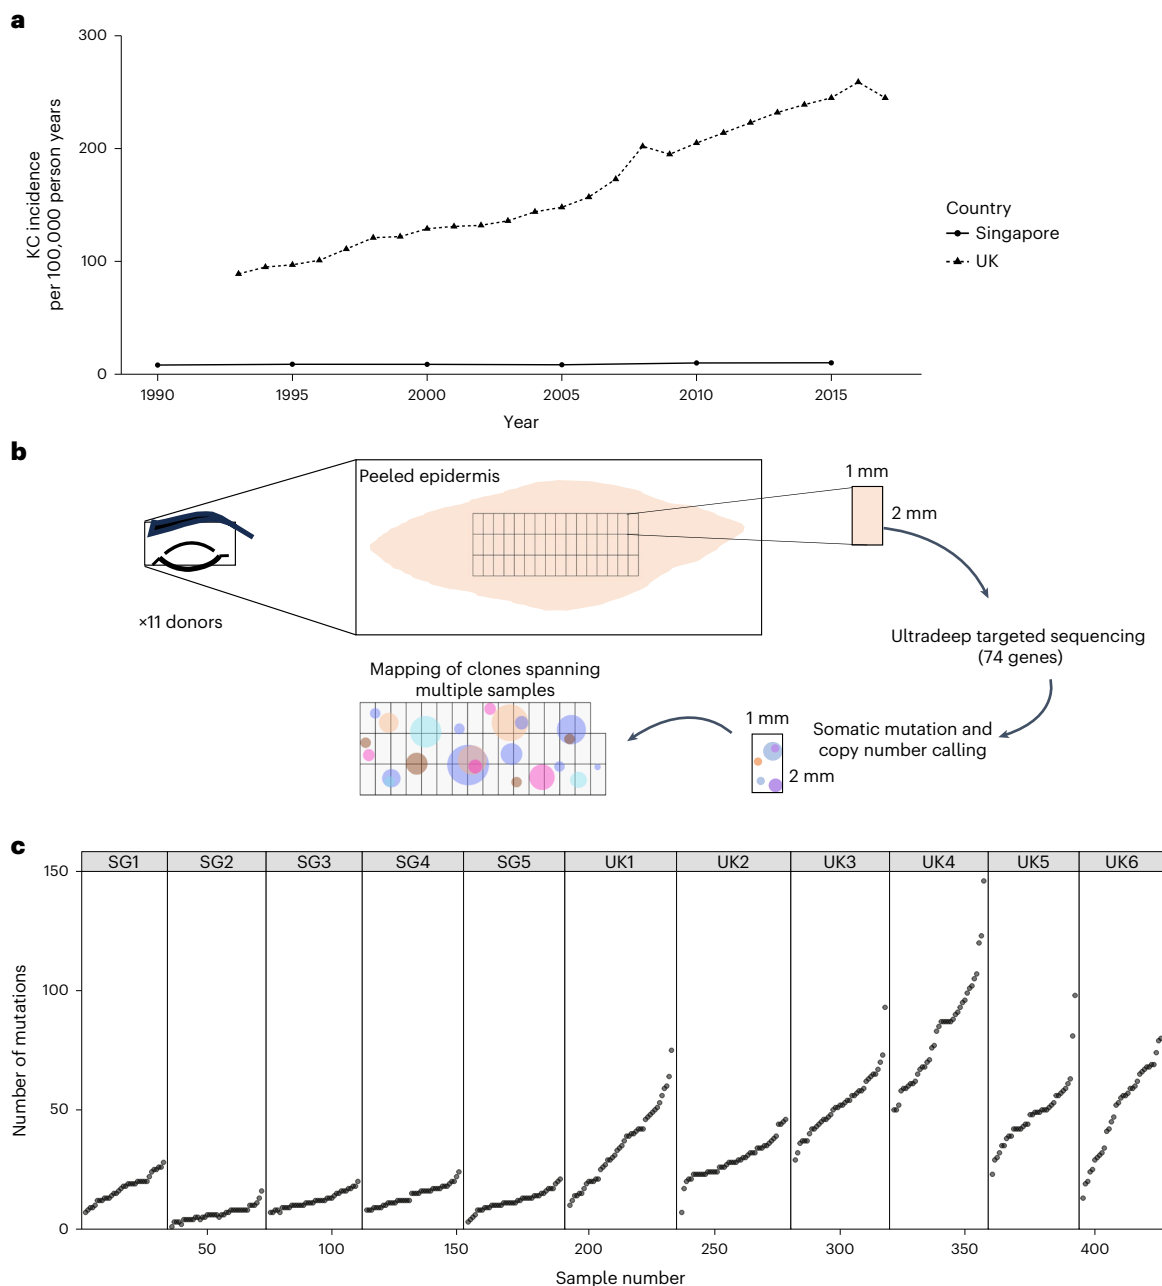 a
300
200
100
0
KC incidence
per 100,000 person years
1990
1995
2000
2005
2010
2015
Year
Country
Singapore
UK
b
Peeled epidermis
1 mm
2 mm
×11 donors
Ultradeep targeted sequencing
(74 genes)
Mapping of clones spanning
multiple samples
1 mm
2 mm
Somatic mutation and
copy number calling
c
SG1
SG2
SG3
SG4
SG5
UK1
UK2
UK3
UK4
UK5
UK6
150
100
50
0
Number of mutations
50
100
150
200
250
300
350
400
Sample number